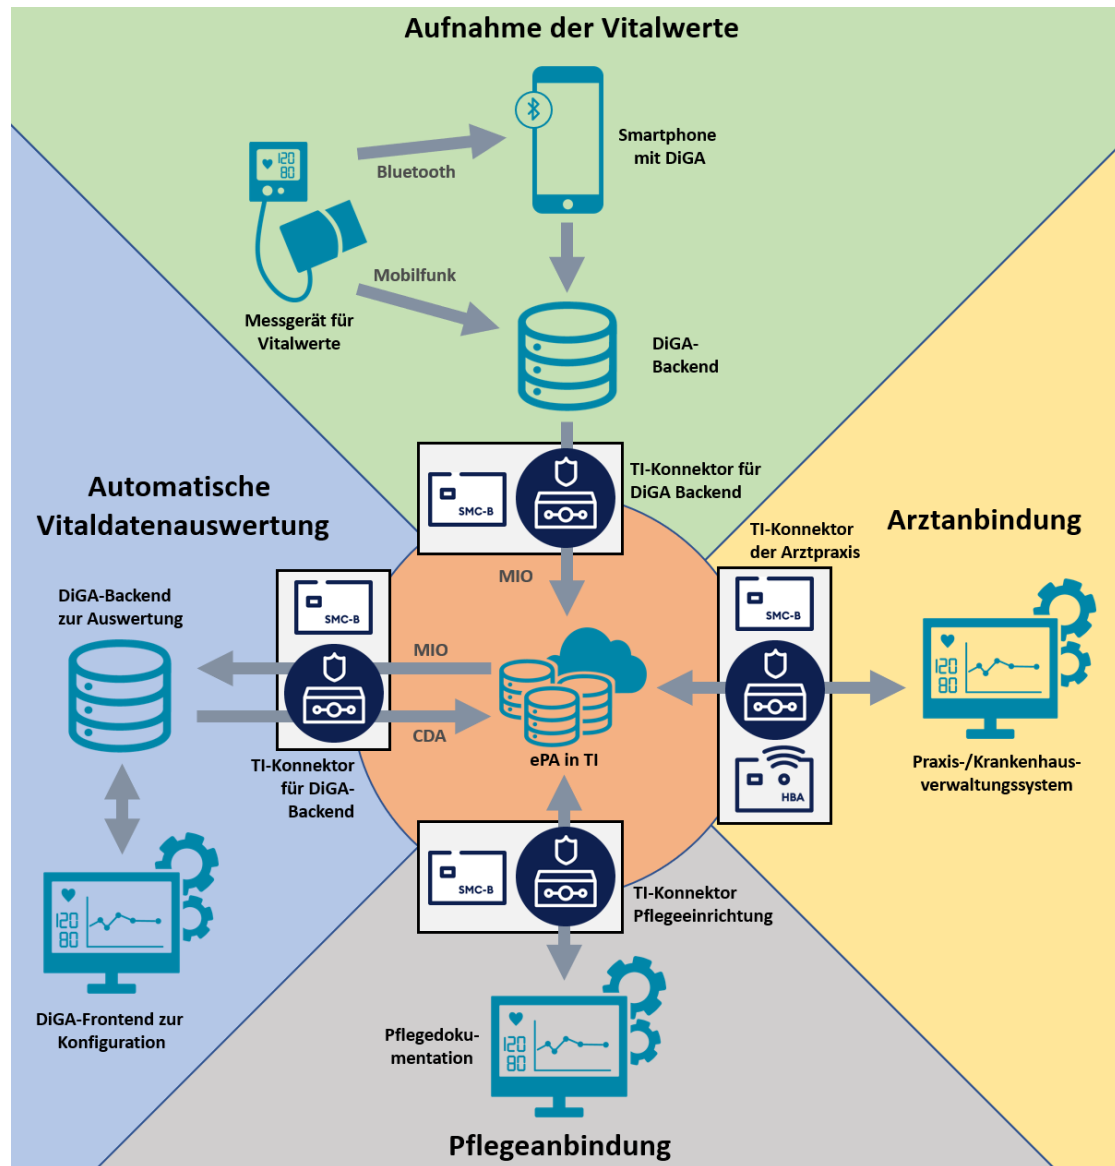 Aufnahme der Vitalwerte
120
80
Bluetooth
Smartphone
mit DiGA
Mobilfunk
Messgerät für
Vitalwerte
DiGA-
Backend
SMC-B
TI-Konnektor für
DiGA Backend
MIO
Automatische
Vitaldatenauswertung
DiGA-Backend
zur Auswertung
SMC-B
MIO
CDA
TI-Konnektor
für DiGA-
Backend
120
80
DiGA-Frontend zur
Konfiguration
ePA in TI
Arztanbindung
TI-Konnektor
der Arztpraxis
SMC-B
HBA
120
80
Praxis-/Krankenhaus-
verwaltungssystem
SMC-B
TI-Konnektor
Pflegeeinrichtung
Pflegedoku-
mentation
120
80
Pflegeanbindung